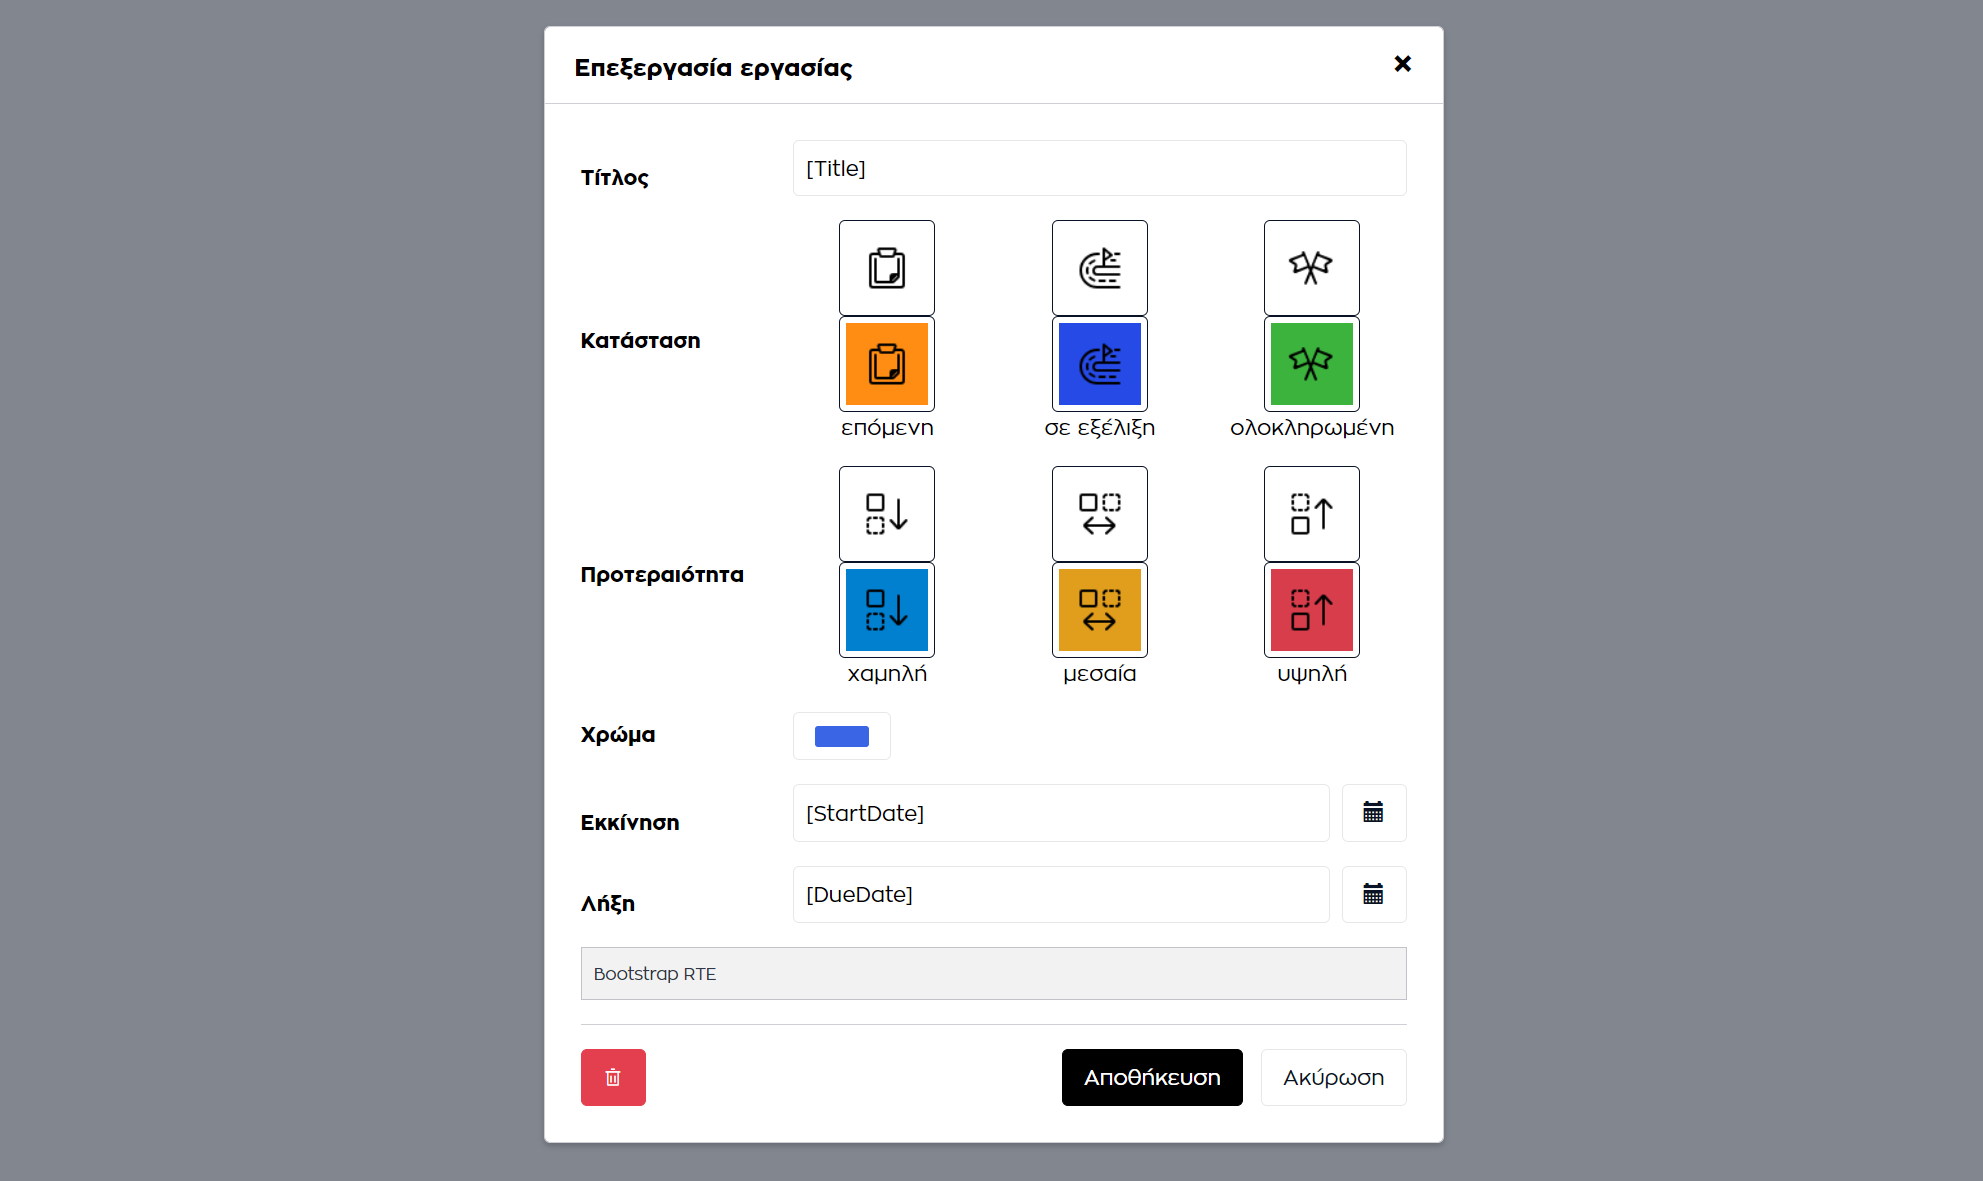 Επεξεργασία εργασίας
Τίτλος
[Title]
Κατάσταση
επόμενη
σε εξέλιξη
ολοκληρωμένη
Προτεραιότητα
χαμηλή
μεσαία
υψηλή
Χρώμα
Εκκίνηση
[StartDate]
Λήξη
[DueDate]
Bootstrap RTE
Αποθήκευση
Ακύρωση